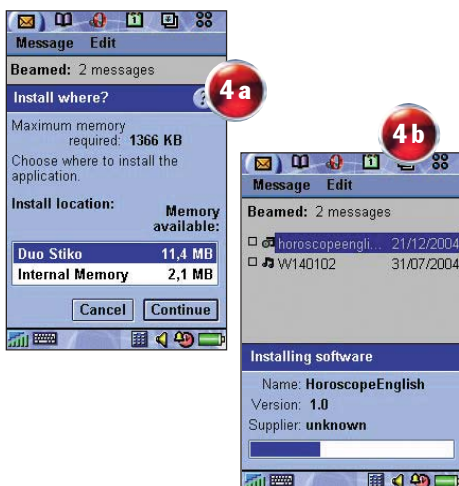 Message Edit
Beamed: 2 messages
Install where?
4a
Maximum memory
required: 1366 KB
Choose where to install the
application.
Install location:
Memory
available:
Duo Stiko 11,4 MB
Internal Memory 2,1 MB
Cancel Continue
4b
Message Edit
Beamed: 2 messages
horoscopeengli... 21/12/2004
W140102 31/07/2004
Installing software
Name: HoroscopeEnglish
Version: 1.0
Supplier: unknown